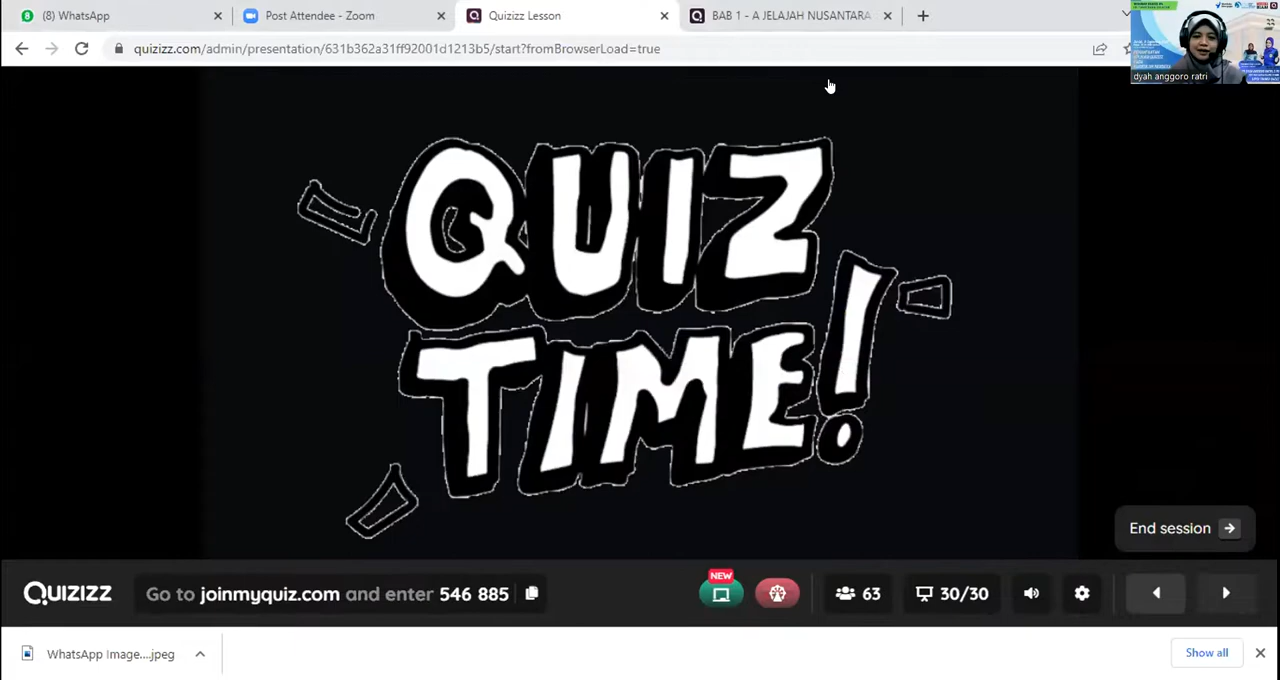 (8) WhatsApp
Post Attendee - Zoom
Quizizz Lesson
BAB 1 - A JELAJAH NUSANTARA
quizizz.com/admin/presentation/631b362a31ff92001d1213b5/start?fromBrowserLoad=true
dyah anggoro ratri
QUIZ
TIME!
End session
QUIZIZZ
Go to joinmyquiz.com and enter 546 885
NEW
63
30/30
WhatsApp Image....jpeg
Show all